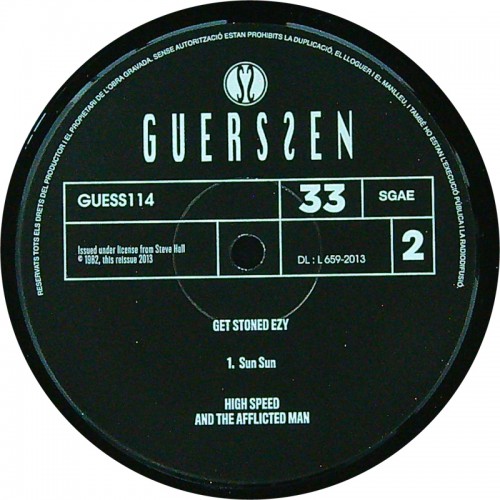 RESERVATS TOTS ELS DRETS DEL PRODUCTOR I EL PROPIETARI DE L'OBRA GRAVADA. SENSE AUTORITZACIÓ ESTAN PROHIBITS LA DUPLICACIÓ, EL LLOGUER I EL MANLLEU, I TAMBÉ HO ESTAN L'EXECUCIÓ PÚBLICA I LA RADIODIFUSIÓ.
GUERSSEN
GUESS114
33
SGAE
Issued under license from Steve Hall
© 1982, this reissue 2013
DL : L 659-2013
2
GET STONED EZY
1. Sun Sun
HIGH SPEED
AND THE AFFLICTED MAN